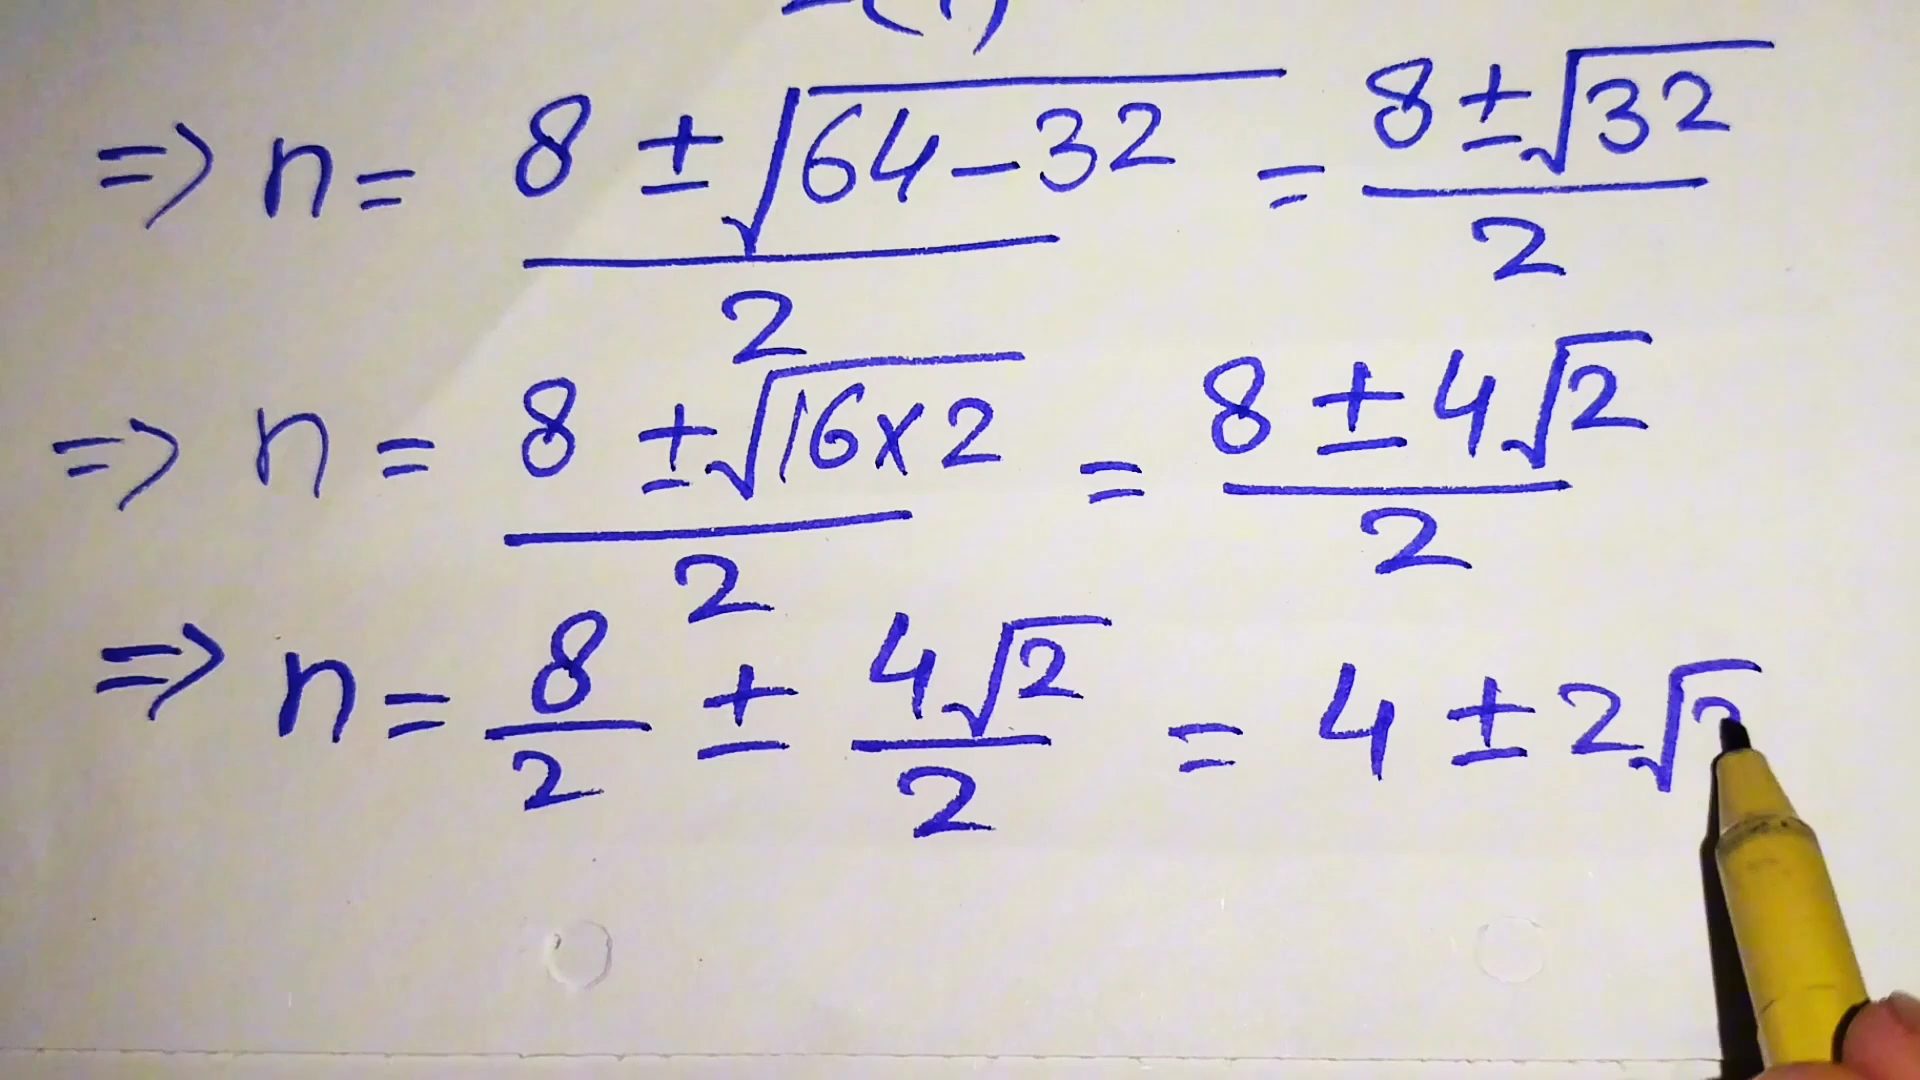 => n = 8 ± √64-32 / 2 = 8 ± √32 / 2
=> n = 8 ± √16x2 / 2 = 8 ± 4√2 / 2
=> n = 8/2 ± 4√2/2 = 4 ± 2√2